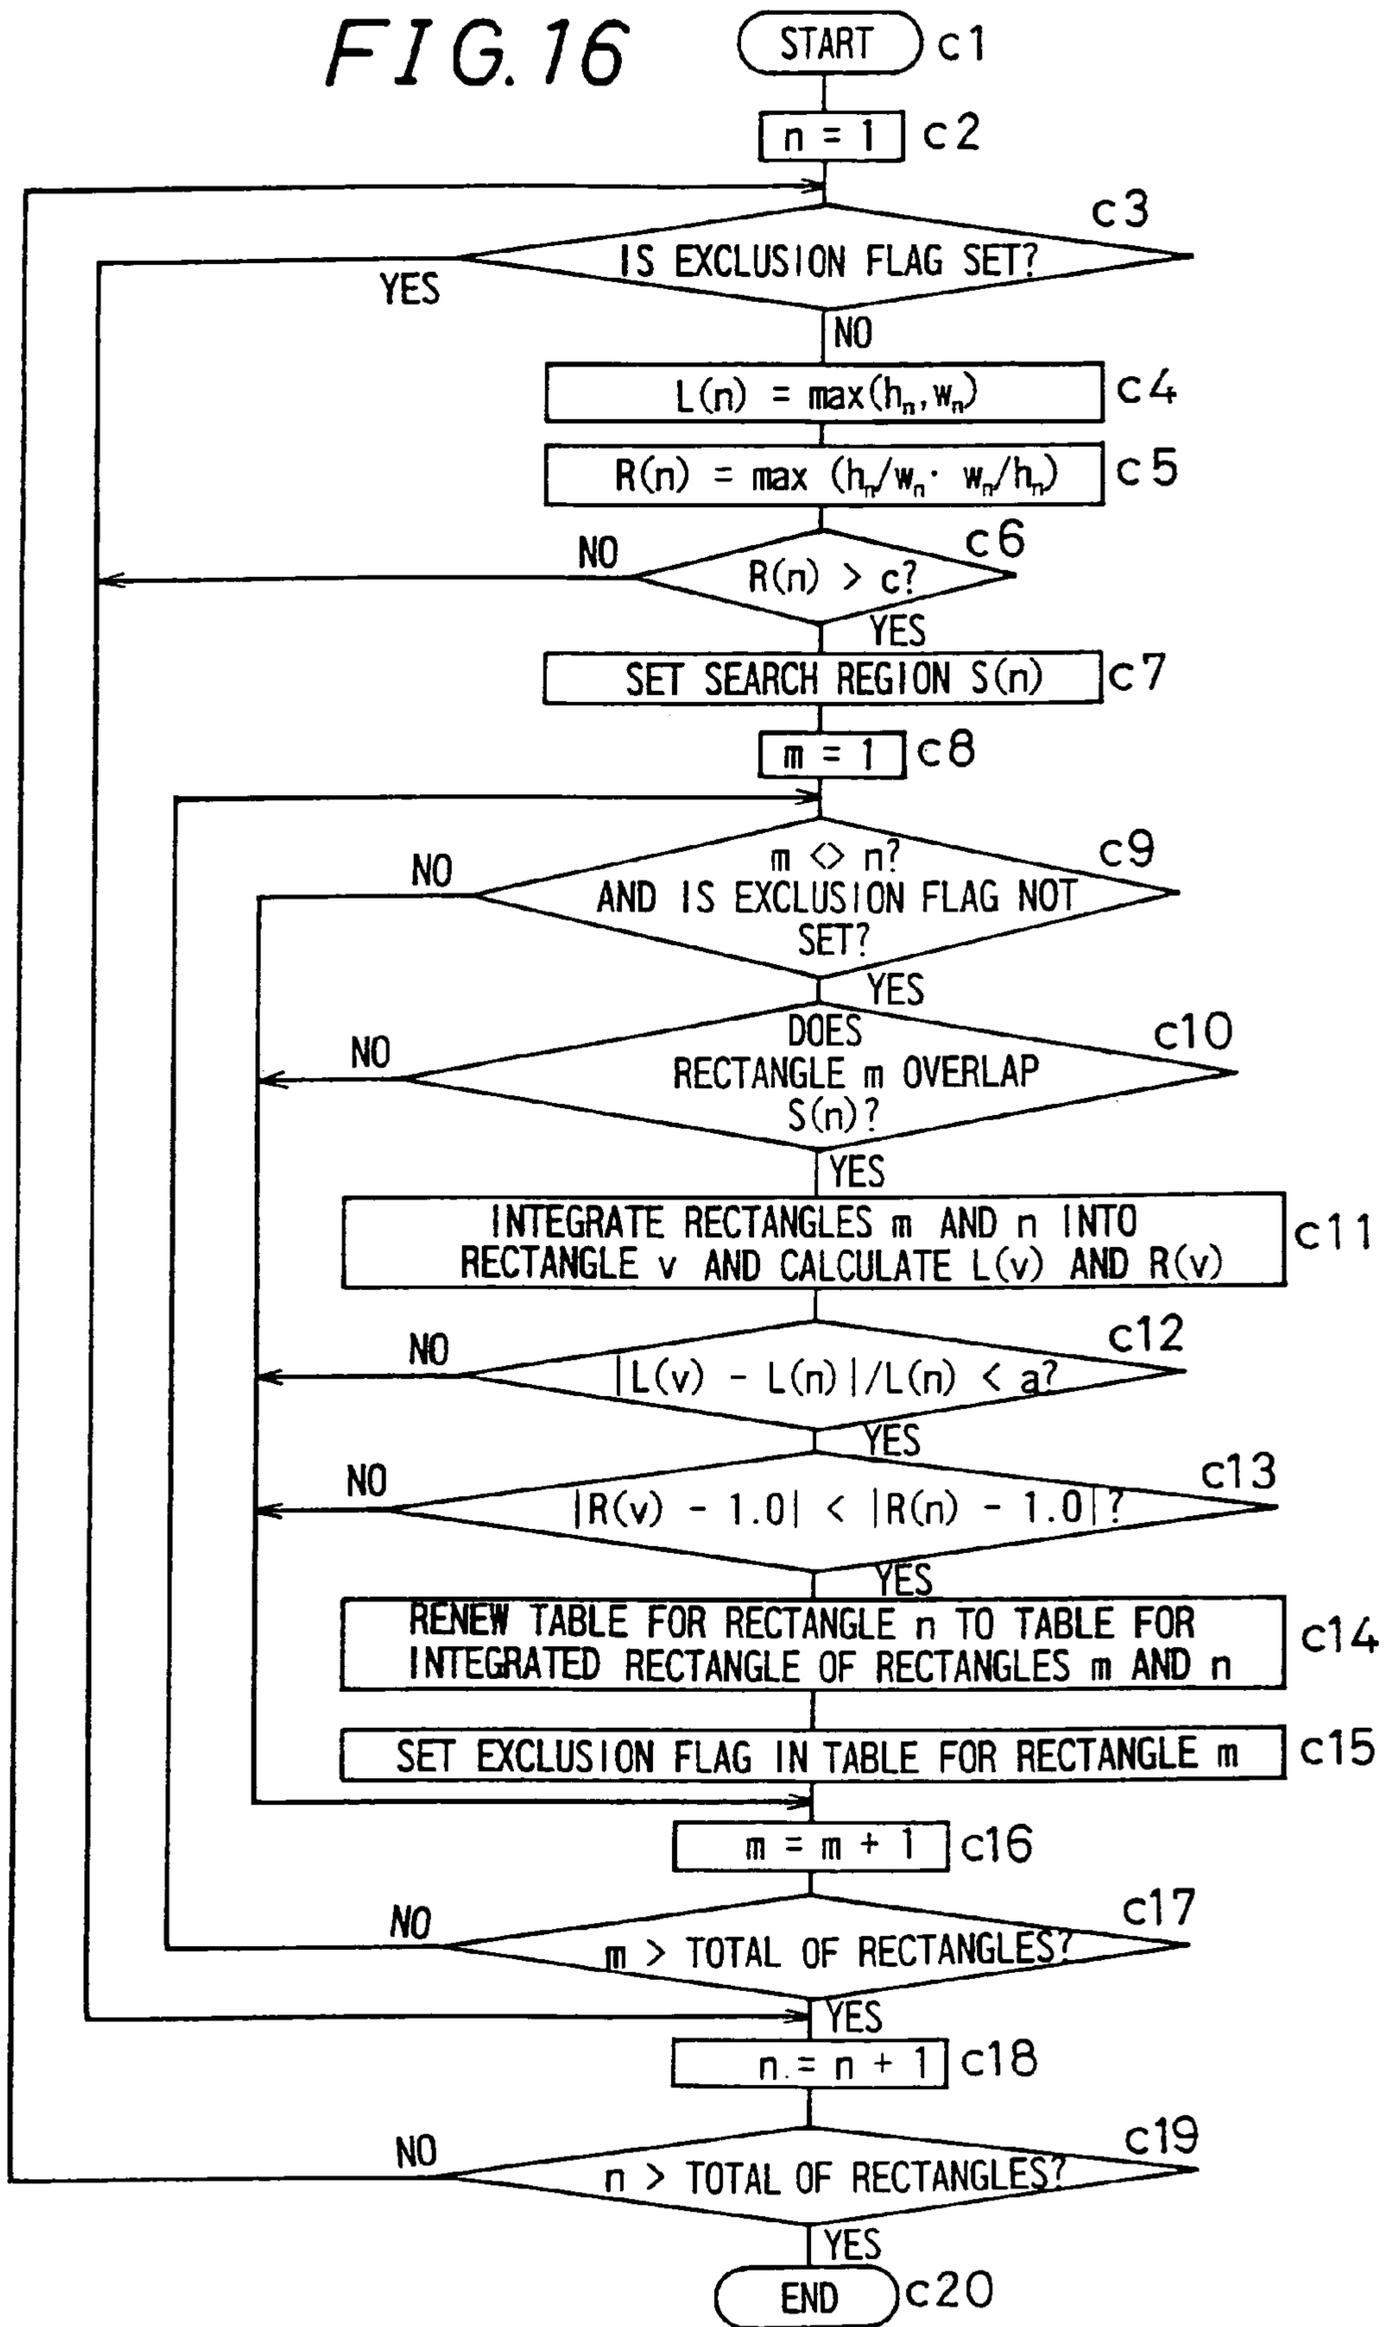 FIG.16
START c1
n = 1 c2
c3
IS EXCLUSION FLAG SET?
YES
NO
L(n) = max(hₙ, wₙ) c4
R(n) = max (hₙ/wₙ· wₙ/hₙ) c5
NO c6
R(n) > c?
YES
SET SEARCH REGION S(n) c7
m = 1 c8
c9
m <> n?
NO
AND IS EXCLUSION FLAG NOT
SET?
YES
DOES
c10
NO
RECTANGLE m OVERLAP
S(n)?
YES
INTEGRATE RECTANGLES m AND n INTO
RECTANGLE v AND CALCULATE L(v) AND R(v)
c11
c12
NO
|L(v) - L(n)|/L(n) < a?
YES
c13
NO
|R(v) - 1.0| < |R(n) - 1.0|?
YES
RENEW TABLE FOR RECTANGLE n TO TABLE FOR
INTEGRATED RECTANGLE OF RECTANGLES m AND n
c14
SET EXCLUSION FLAG IN TABLE FOR RECTANGLE m c15
m = m + 1 c16
c17
NO
m > TOTAL OF RECTANGLES?
YES
n = n + 1 c18
c19
NO
n > TOTAL OF RECTANGLES?
YES
END c20